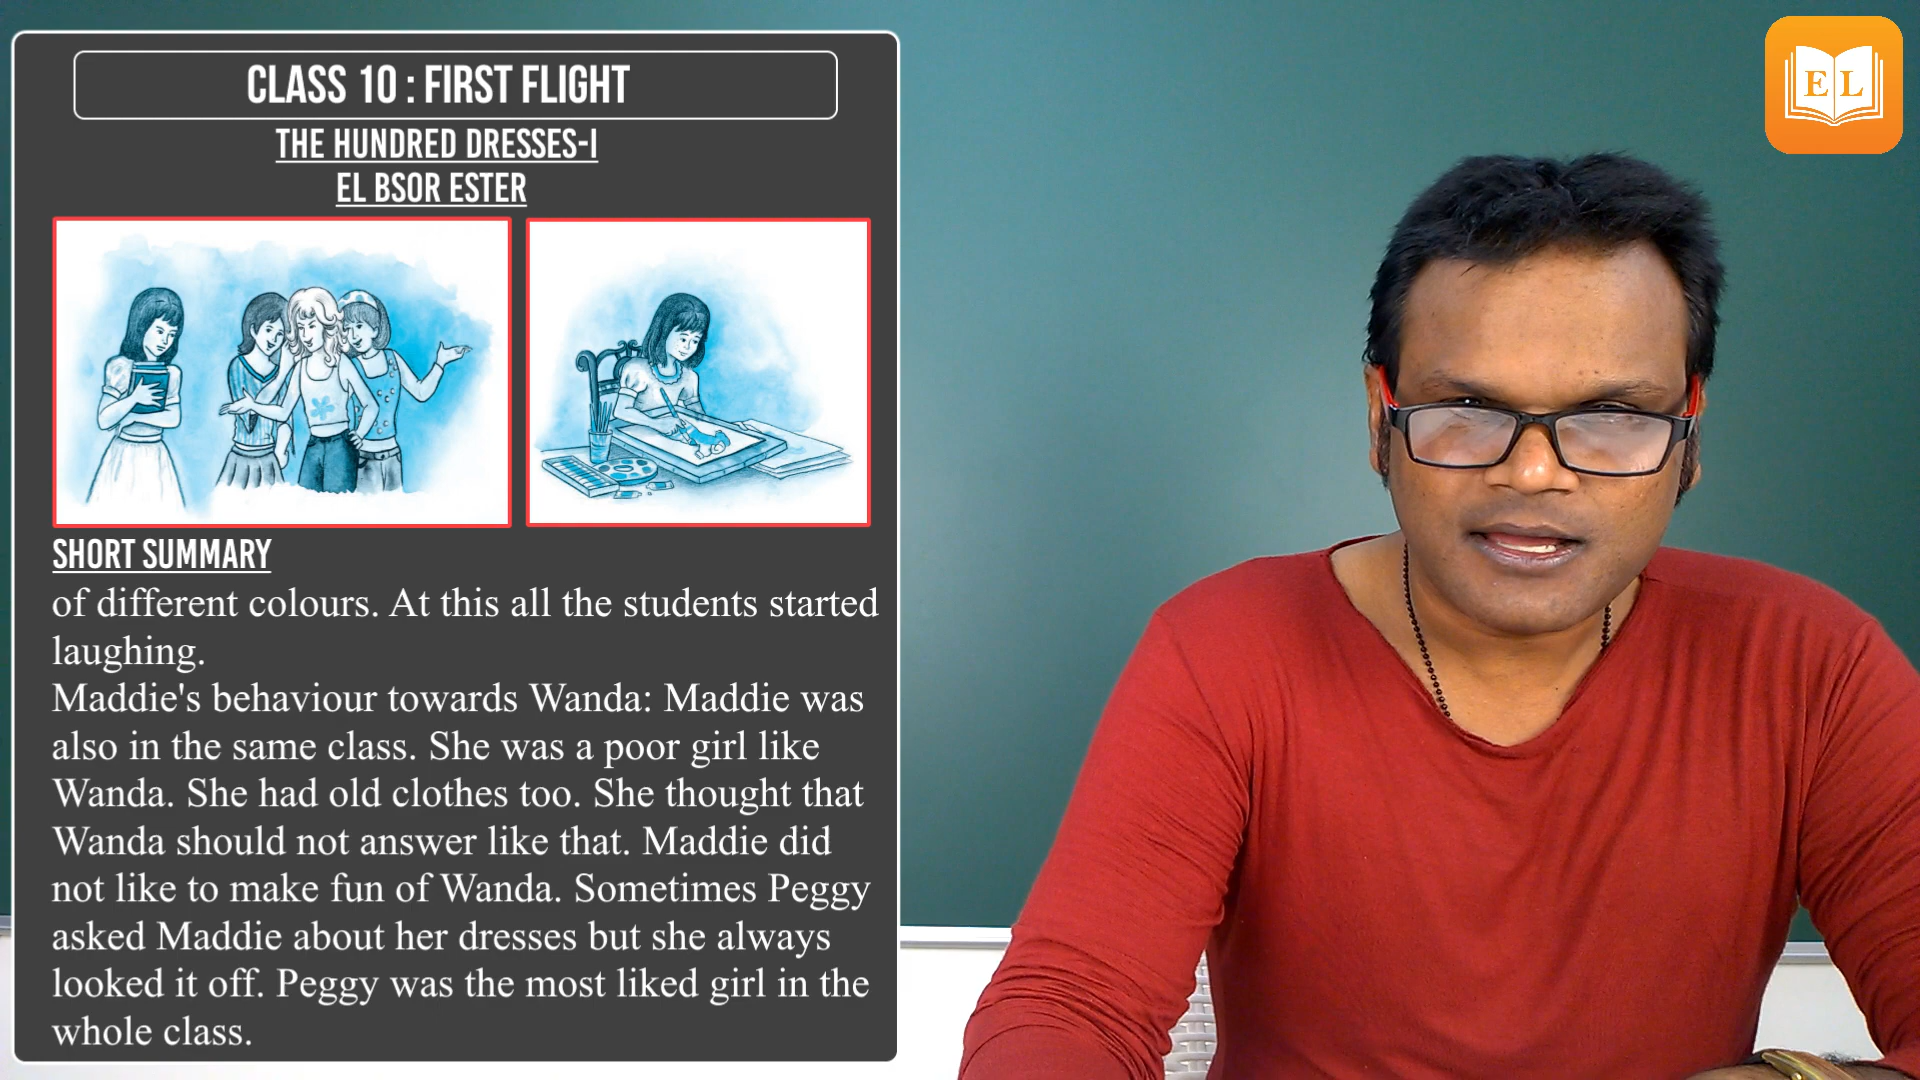 CLASS 10 : FIRST FLIGHT
THE HUNDRED DRESSES-I
EL BSOR ESTER
SHORT SUMMARY
of different colours. At this all the students started
laughing.
Maddie's behaviour towards Wanda: Maddie was
also in the same class. She was a poor girl like
Wanda. She had old clothes too. She thought that
Wanda should not answer like that. Maddie did
not like to make fun of Wanda. Sometimes Peggy
asked Maddie about her dresses but she always
looked it off. Peggy was the most liked girl in the
whole class.
EL